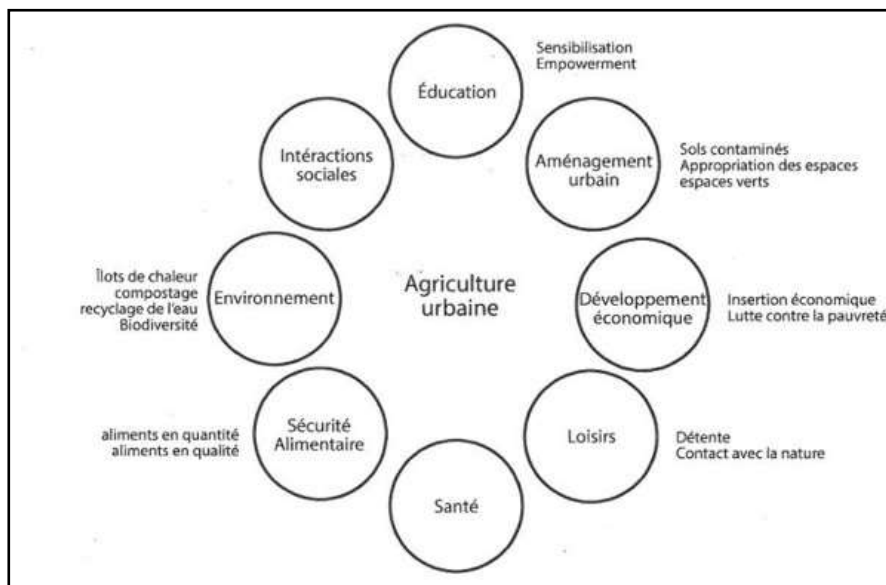 Éducation
Sensibilisation
Empowerment
Intéractions
sociales
Aménagement
urbain
Sols contaminés
Appropriation des espaces
espaces verts
Îlots de chaleur
compostage
recyclage de l'eau
Biodiversité
Environnement
Agriculture
urbaine
Développement
économique
Insertion économique
Lutte contre la pauvreté
aliments en quantité
aliments en qualité
Sécurité
Alimentaire
Loisirs
Détente
Contact avec la nature
Santé